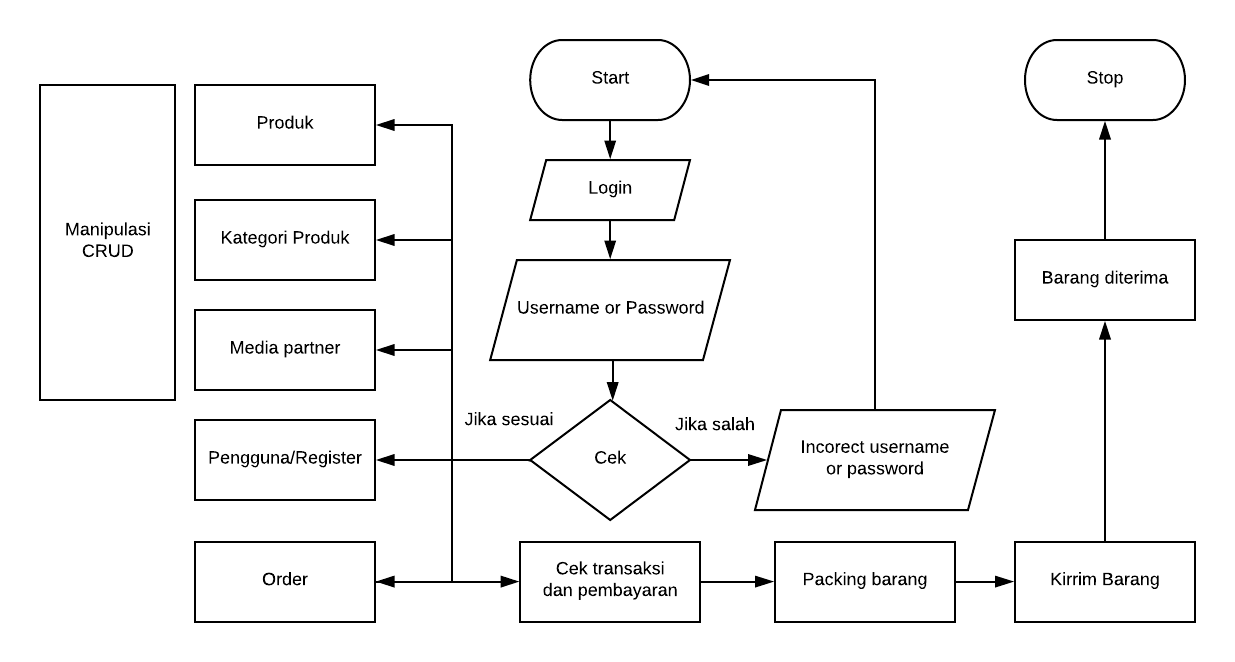 Start
Stop
Produk
Login
Manipulasi
CRUD
Kategori Produk
Username or Password
Barang diterima
Media partner
Jika sesuai
Jika salah
Pengguna/Register
Cek
Incorect username
or password
Order
Cek transaksi
dan pembayaran
Packing barang
Kirrim Barang